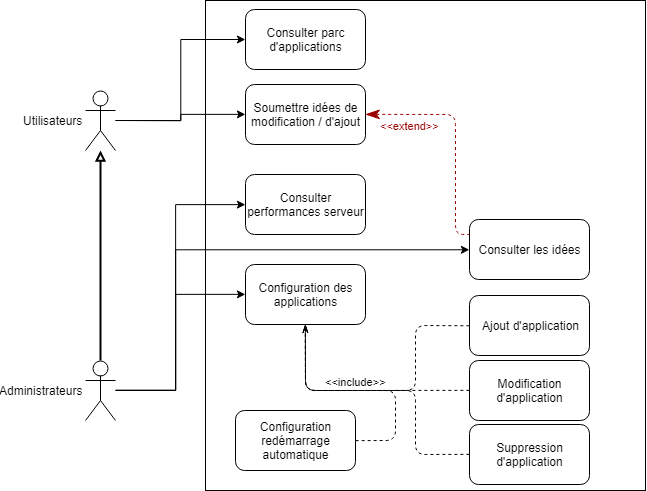 Consulter parc
d'applications
Soumettre idées de
modification / d'ajout
<<extend>>
Utilisateurs
Consulter
performances serveur
Consulter les idées
Configuration des
applications
Ajout d'application
<<include>>
Modification
d'application
Administrateurs
Configuration
redémarrage
automatique
Suppression
d'application